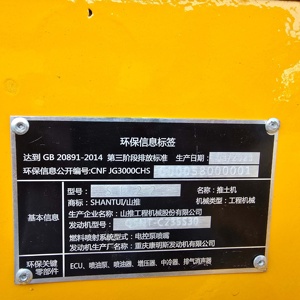 环保信息标签
达到 GB 20891-2014 第三阶段排放标准 生产日期:
环保信息公开编号:CNF JG3000CHS
型号: 名称:推土机
基本信息 商标:SHANTUI/山推 机械类型:工程机械
生产厂名称:山推工程机械股份有限公司
发动机型号:
燃料喷射系统型式:电控泵喷嘴
发动机生产厂:重庆康明斯发动机有限公司
环保关键零部件 ECU、喷油泵、喷油器、增压器、中冷器、排气消声器